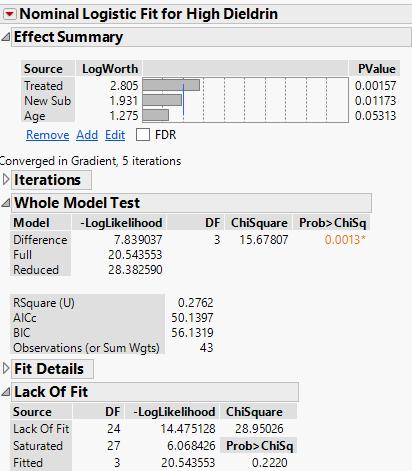 Nominal Logistic Fit for High Dieldrin
Effect Summary
Source LogWorth PValue
Treated 2.805 0.00157
New Sub 1.931 0.01173
Age 1.275 0.05313
Remove Add Edit FDR
Converged in Gradient, 5 iterations
Iterations
Whole Model Test
Model -LogLikelihood DF ChiSquare Prob>ChiSq
Difference 7.839037 3 15.67807 0.0013*
Full 20.543553
Reduced 28.382590
RSquare (U) 0.2762
AICc 50.1397
BIC 56.1319
Observations (or Sum Wgts) 43
Fit Details
Lack Of Fit
Source DF -LogLikelihood ChiSquare
Lack Of Fit 24 14.475128 28.95026
Saturated 27 6.068426 Prob>ChiSq
Fitted 3 20.543553 0.2220